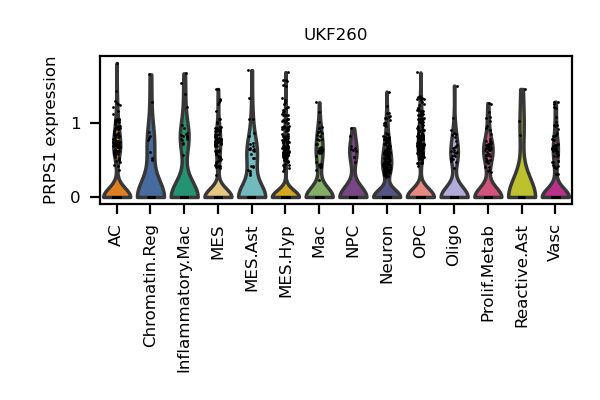 UKF260
PRPS1 expression
1
0
AC
Chromatin.Reg
Inflammatory.Mac
MES
MES.Ast
MES.Hyp
Mac
NPC
Neuron
OPC
Oligo
Prolif.Metab
Reactive.Ast
Vasc